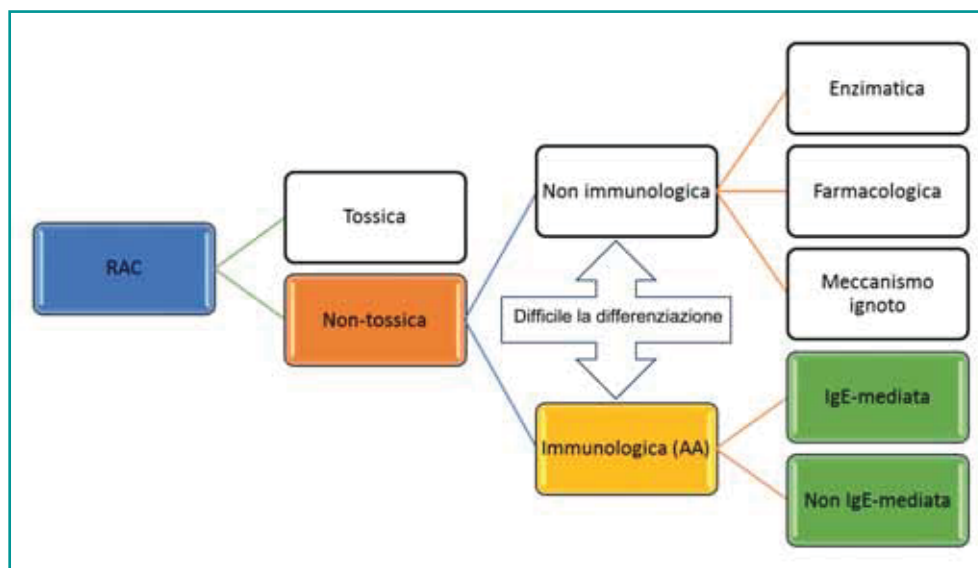 RAC
Tossica
Non-tossica
Non immunologica
Difficile la differenziazione
Immunologica (AA)
Enzimatica
Farmacologica
Meccanismo
ignoto
IgE-mediata
Non IgE-mediata